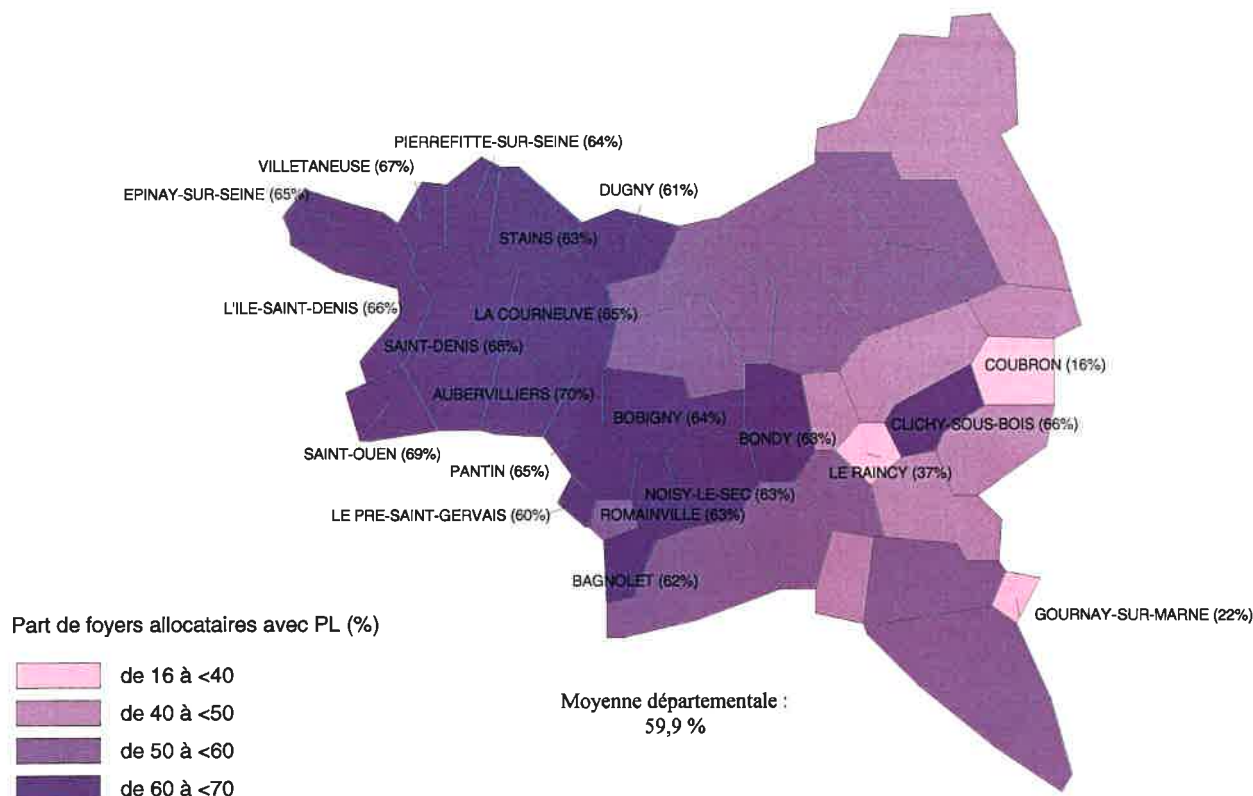 PIERREFITTE-SUR-SEINE (64%)
VILLETANEUSE (67%)
EPINAY-SUR-SEINE (65%)
DUGNY (61%)
STAINS (63%)
L'ILE-SAINT-DENIS (66%)
LA COURNEUVE (65%)
SAINT-DENIS (68%)
COUBRON (16%)
AUBERVILLIERS (70%)
BOBIGNY (64%)
CLICHY-SOUS-BOIS (66%)
BONDY (63%)
SAINT-OUEN (69%)
PANTIN (65%)
LE RAINCY (37%)
NOISY-LE-SEC (63%)
LE PRE-SAINT-GERVAIS (60%)
ROMAINVILLE (63%)
BAGNOLET (62%)
GOURNAY-SUR-MARNE (22%)
Part de foyers allocataires avec PL (%)
de 16 à <40
de 40 à <50
de 50 à <60
de 60 à <70
Moyenne départementale :
59,9 %